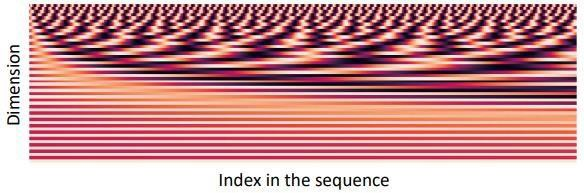 Dimension
Index in the sequence